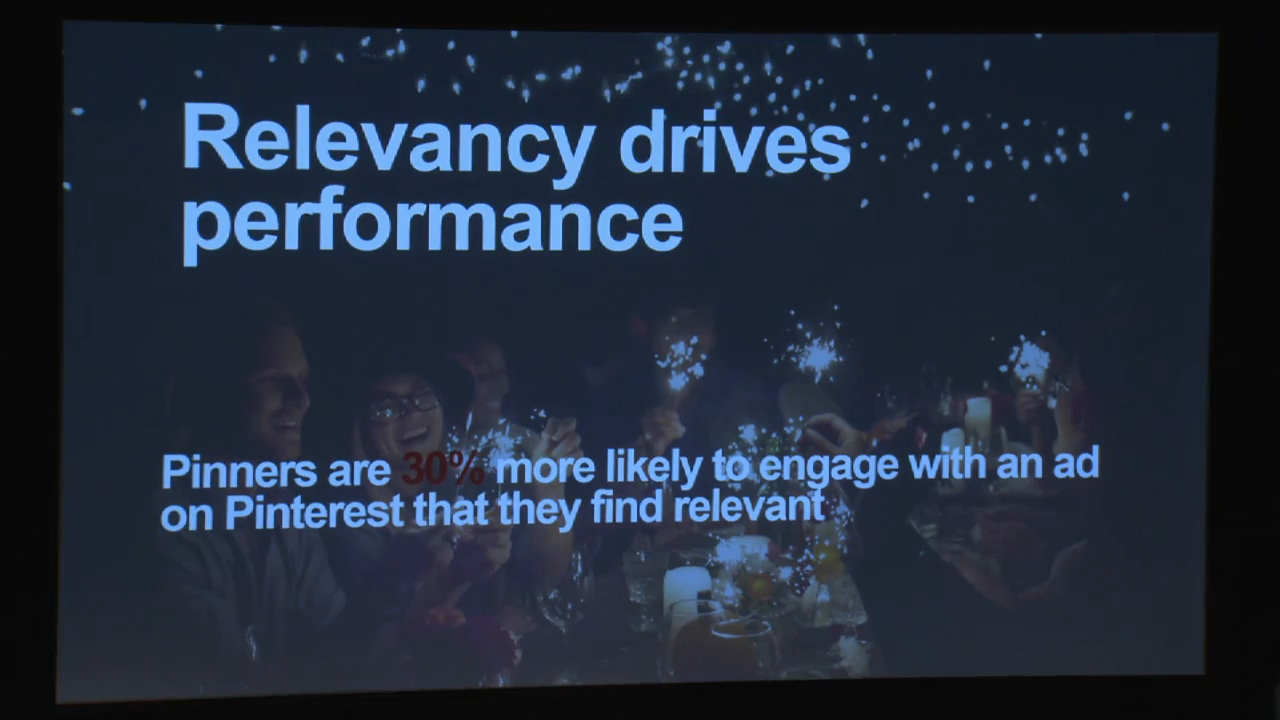 Relevancy drives
performance
Pinners are 30% more likely to engage with an ad
on Pinterest that they find relevant